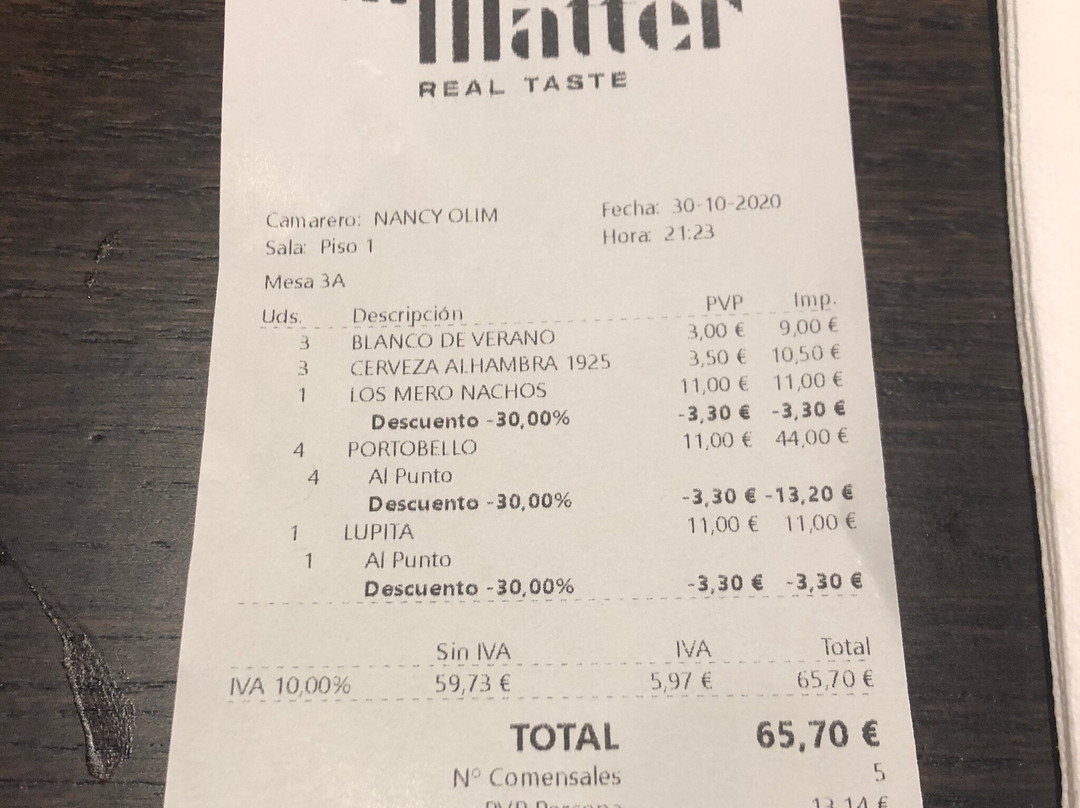 Matter
REAL TASTE
Camarero: NANCY OLIM Fecha: 30-10-2020
Sala: Piso 1 Hora: 21:23
Mesa 3A
Uds. Descripción PVP Imp.
3 BLANCO DE VERANO 3,00 € 9,00 €
3 CERVEZA ALHAMBRA 1925 3,50 € 10,50 €
1 LOS MERO NACHOS 11,00 € 11,00 €
Descuento -30,00% -3,30 € -3,30 €
4 PORTOBELLO 11,00 € 44,00 €
4 Al Punto
Descuento -30,00% -3,30 € -13,20 €
1 LUPITA 11,00 € 11,00 €
1 Al Punto
Descuento -30,00% -3,30 € -3,30 €
Sin IVA IVA Total
IVA 10,00% 59,73 € 5,97 € 65,70 €
TOTAL 65,70 €
Nº Comensales 5
PVP Persona 13,14 €